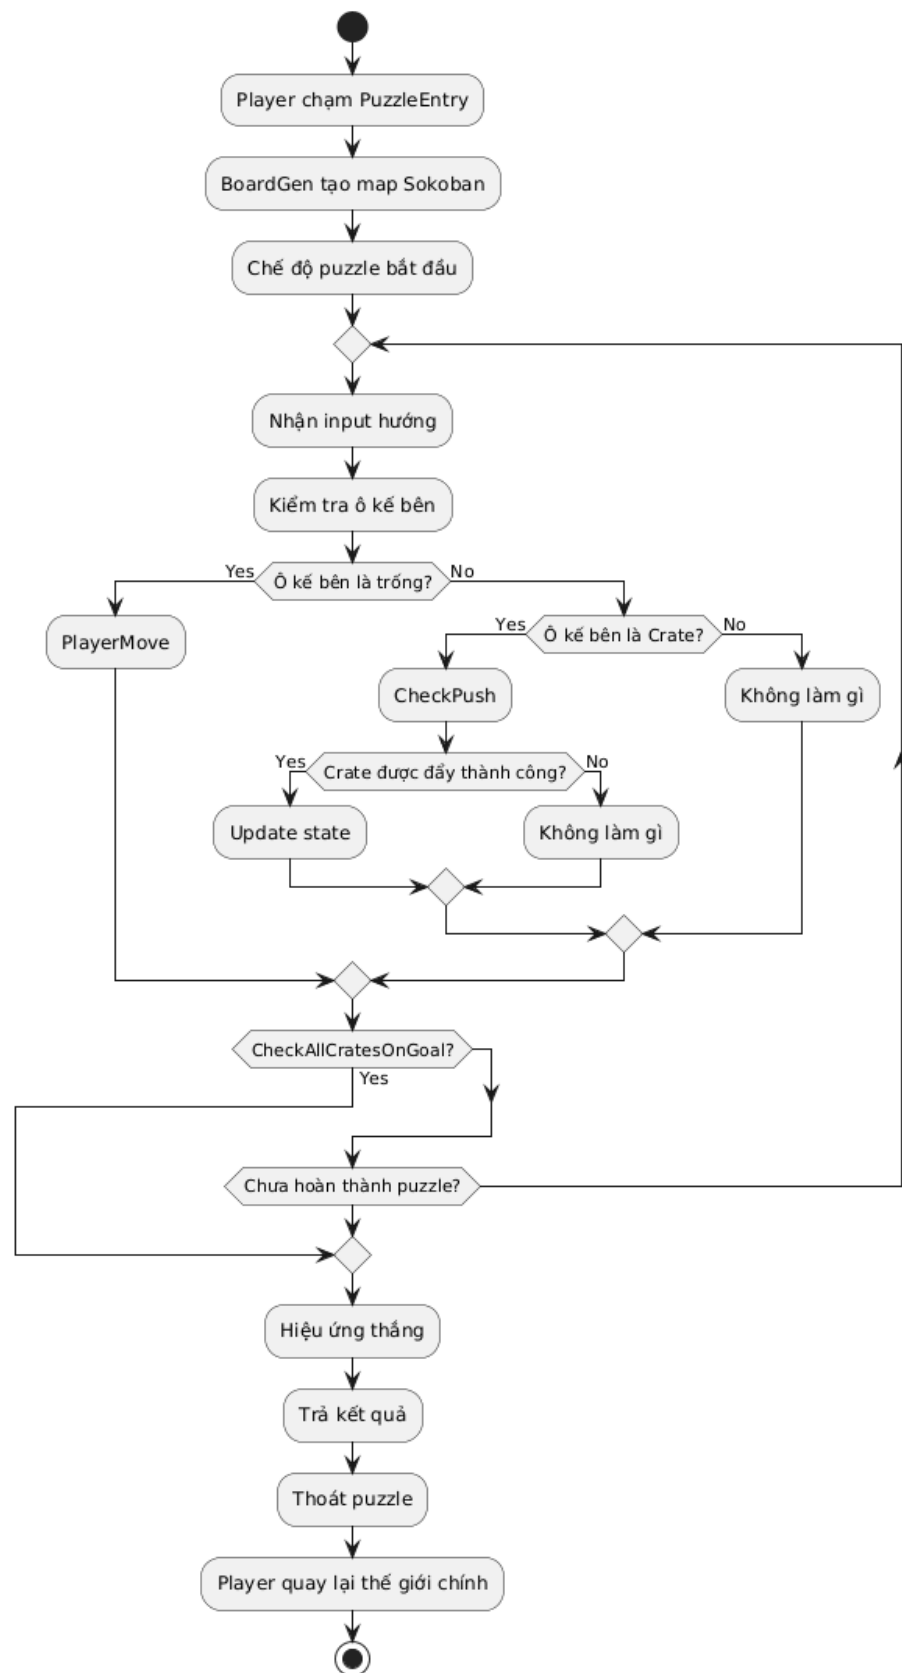 Player chạm PuzzleEntry
BoardGen tạo map Sokoban
Chế độ puzzle bắt đầu
Nhận input hướng
Kiểm tra ô kế bên
Yes
Ô kế bên là trống?
No
PlayerMove
Yes
Ô kế bên là Crate?
No
CheckPush
Không làm gì
Yes
Crate được đẩy thành công?
No
Update state
Không làm gì
CheckAllCratesOnGoal?
Yes
Chưa hoàn thành puzzle?
Hiệu ứng thắng
Trả kết quả
Thoát puzzle
Player quay lại thế giới chính